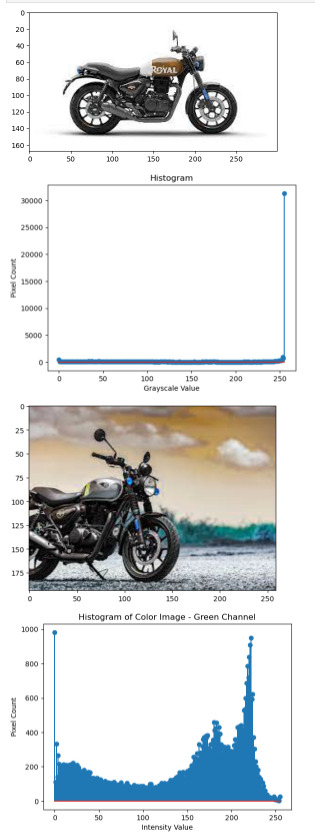 0
20
40
60
80
100
120
140
160
ROYAL
0 50 100 150 200 250
Histogram
30000
25000
20000
15000
10000
5000
0
Pixel Count
0 50 100 150 200 250
Grayscale Value
0
25
50
75
100
125
150
175
0 50 100 150 200 250
Histogram of Color Image - Green Channel
1000
800
600
400
200
0
Pixel Count
0 50 100 150 200 250
Intensity Value